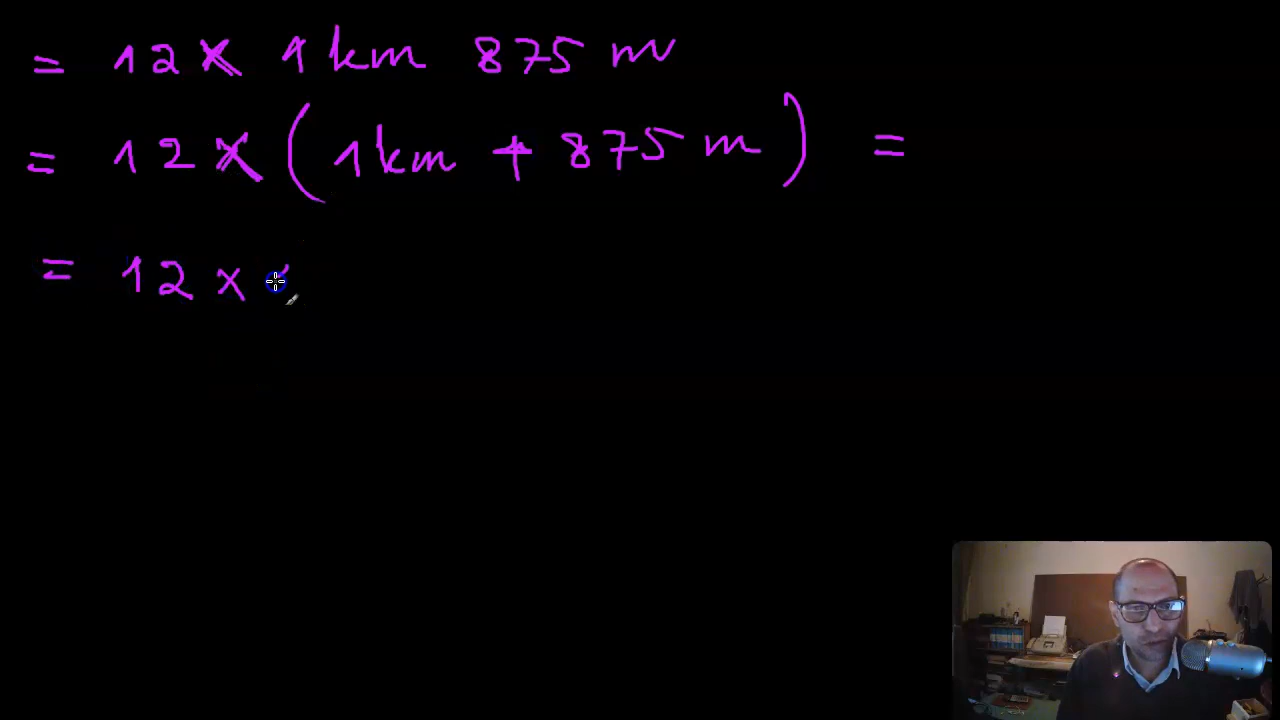 = 12 x 1 km 875 m
= 12 x ( 1 km + 875 m ) =
= 12 x